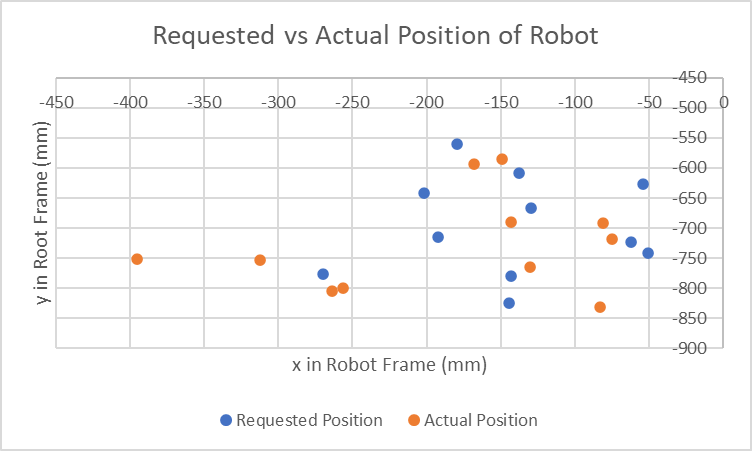 Requested vs Actual Position of Robot
-450
-450 -400 -350 -300 -250 -200 -150 -100 -50 0
-500
-550
-600
-650
-700
-750
-800
-850
-900
y in Root Frame (mm)
x in Robot Frame (mm)
Requested Position Actual Position